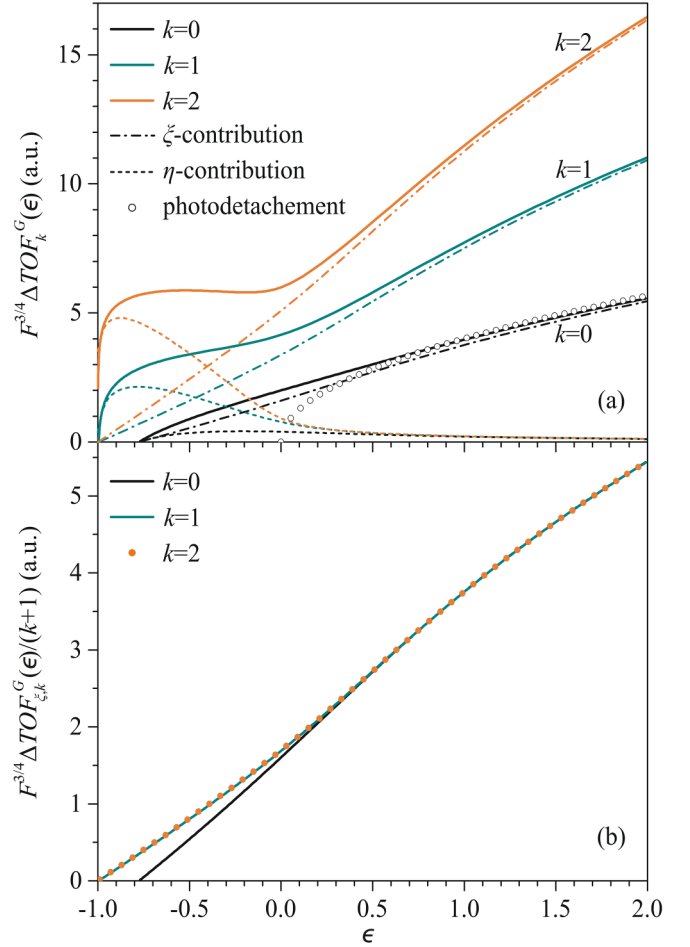 k=0
k=1
k=2
ξ-contribution
η-contribution
photodetachement
k=2
k=1
k=0
(a)
15
10
5
0
F^{3/4} ΔTOF_k^G(ϵ) (a.u.)
k=0
k=1
k=2
(b)
5
4
3
2
1
0
F^{3/4} ΔTOF_{ξ,k}^G(ϵ)/(k+1) (a.u.)
-1.0 -0.5 0.0 0.5 1.0 1.5 2.0
ϵ